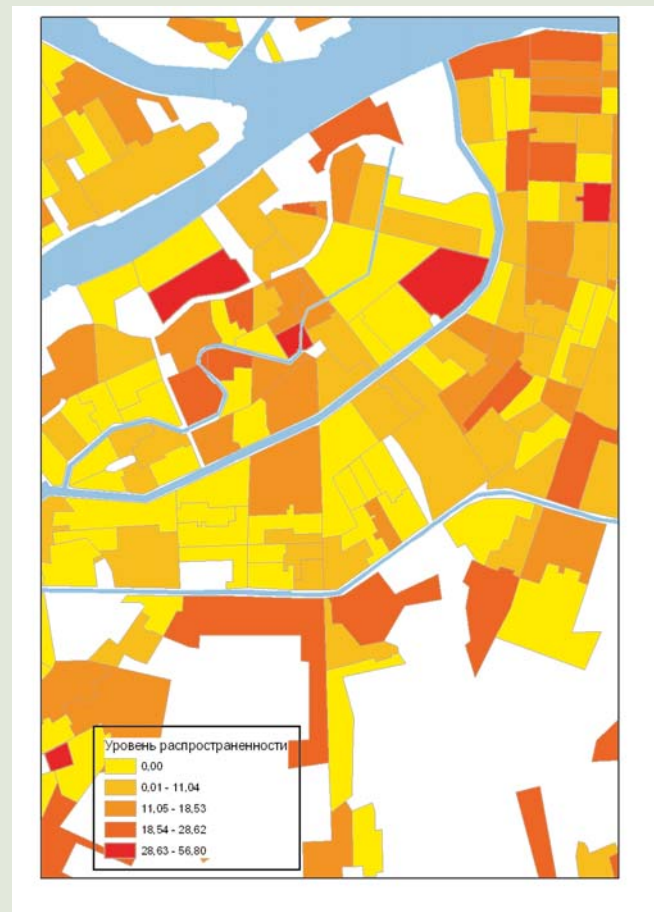 Уровень распространенности
0,00
0,01 - 11,04
11,05 - 18,53
18,54 - 28,62
28,63 - 56,80